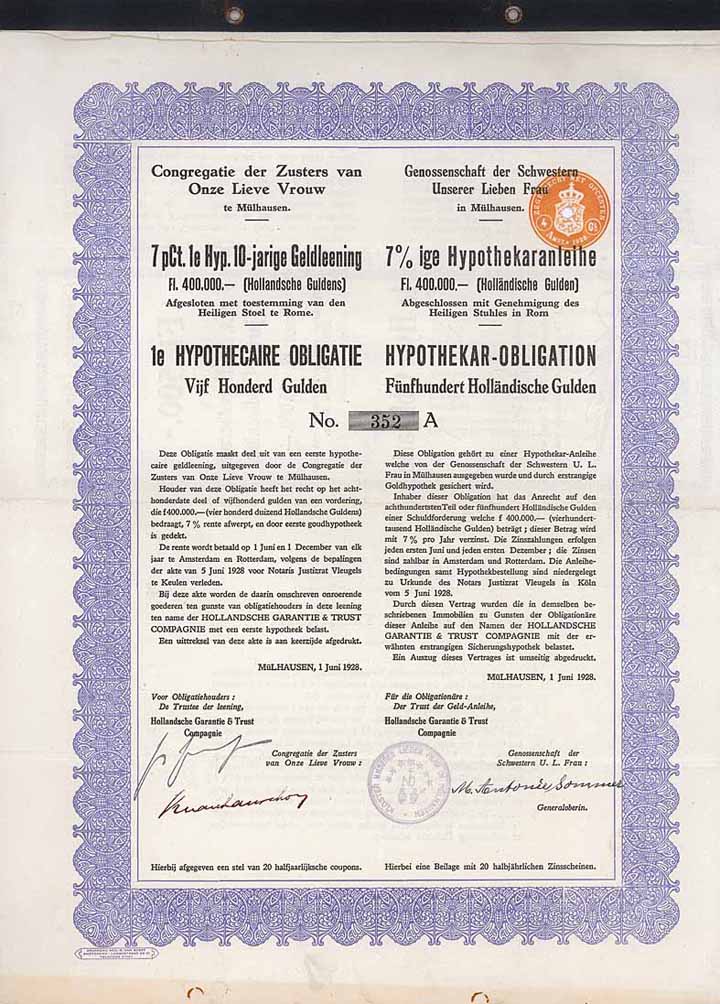 Congregatie der Zusters van
Onze Lieve Vrouw
te Mülhausen.
7 pCt. 1e Hyp. 10-jarige Geldleening
Fl. 400.000.— (Hollandsche Guldens)
Afgesloten met toestemming van den
Heiligen Stoel te Rome.
1e HYPOTHECAIRE OBLIGATIE
Vijf Honderd Gulden
Genossenschaft der Schwestern
Unserer Lieben Frau
in Mülhausen.
7% ige Hypothekaranleihe
Fl. 400.000.— (Holländische Gulden)
Abgeschlossen mit Genehmigung des
Heiligen Stuhles in Rom
HYPOTHEKAR-OBLIGATION
Fünfhundert Holländische Gulden
No. 352 A
Deze Obligatie maakt deel uit van een eerste hypothe-
caire geldleening, uitgegeven door de Congregatie der
Zusters van Onze Lieve Vrouw te Mülhausen.
Houder van deze Obligatie heeft het recht op het acht-
honderdste deel of vijfhonderd gulden van een vordering,
die f 400.000.— (vier honderd duizend Hollandsche Guldens)
bedraagt, 7 % rente afwerpt, en door eerste goudhypotheek
is gedekt.
De rente wordt betaald op 1 Juni en 1 December van elk
jaar te Amsterdam en Rotterdam, volgens de bepalingen
der akte van 5 Juni 1928 voor Notaris Justizrat Vleugels
te Keulen verleden.
Bij deze akte worden de daarin omschreven onroerende
goederen ten gunste van obligatiehouders in deze leening
ten name der HOLLANDSCHE GARANTIE & TRUST
COMPAGNIE met een eerste hypotheek belast.
Een uittreksel van deze akte is aan keerzijde afgedrukt.
MüLHAUSEN, 1 Juni 1928.
Diese Obligation gehört zu einer Hypothekar-Anleihe
welche von der Genossenschaft der Schwestern U. L.
Frau in Mülhausen ausgegeben wurde und durch erstrangige
Goldhypothek gesichert wird.
Inhaber dieser Obligation hat das Anrecht auf den
achthundertsten Teil oder fünfhundert Holländische Gulden
einer Schuldforderung welche f 400.000.— (vierhundert-
tausend Holländische Gulden) beträgt ; dieser Betrag wird
mit 7 % pro Jahr verzinst. Die Zinszahlungen erfolgen
jeden ersten Juni und jeden ersten Dezember ; die Zinsen
sind zahlbar in Amsterdam und Rotterdam. Die Anleihe-
bedingungen samt Hypothekbestellung sind niedergelegt
zu Urkunde des Notars Justizrat Vleugels in Köln
vom 5 Juni 1928.
Durch diesen Vertrag wurden die in demselben be-
schriebenen Immobilien zu Gunsten der Obligationäre
dieser Anleihe auf den Namen der HOLLANDSCHE
GARANTIE & TRUST COMPAGNIE mit der er-
wähnten erstrangigen Sicherungshypothek belastet.
Ein Auszug dieses Vertrages ist umseitig abgedruckt.
MüLHAUSEN, 1 Juni 1928.
Voor Obligatiehouders :
De Trustee der leening,
Hollandsche Garantie & Trust
Compagnie
Congregatie der Zusters
van Onze Lieve Vrouw :
Für die Obligationäre :
Der Trust der Geld-Anleihe,
Hollandsche Garantie & Trust
Compagnie
Genossenschaft der
Schwestern U. L. Frau :
M. Antonie Sommer
Generaloberin.
Hierbij afgegeven een stel van 20 halfjaarlijksche coupons.
Hierbei eine Beilage mit 20 halbjährlichen Zinsscheinen.